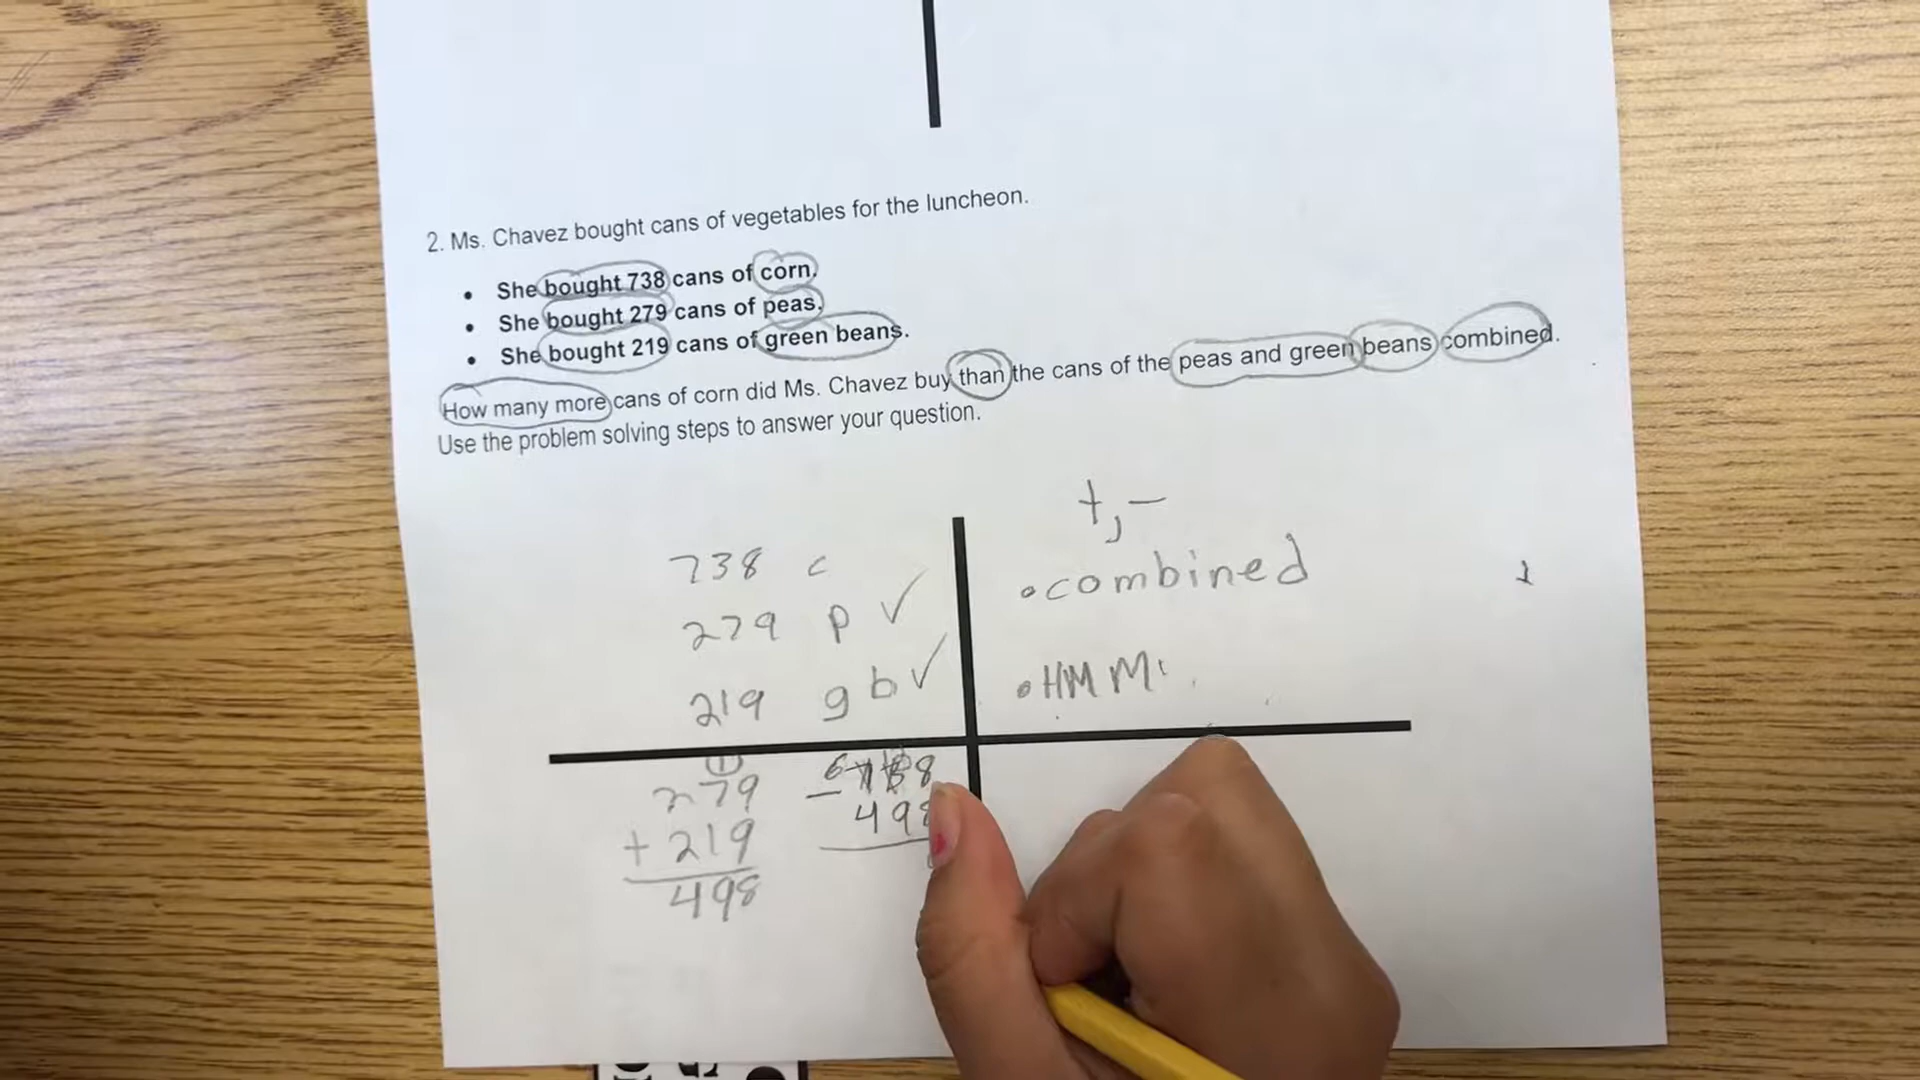 2. Ms. Chavez bought cans of vegetables for the luncheon.
• She bought 738 cans of corn.
• She bought 279 cans of peas.
• She bought 219 cans of green beans.
How many more cans of corn did Ms. Chavez buy than the cans of the peas and green beans combined.
Use the problem solving steps to answer your question.
+, -
738 c
279 p ✓
219 gb ✓
• combined
• HMM
1
279
+ 219
498
6
738
- 498